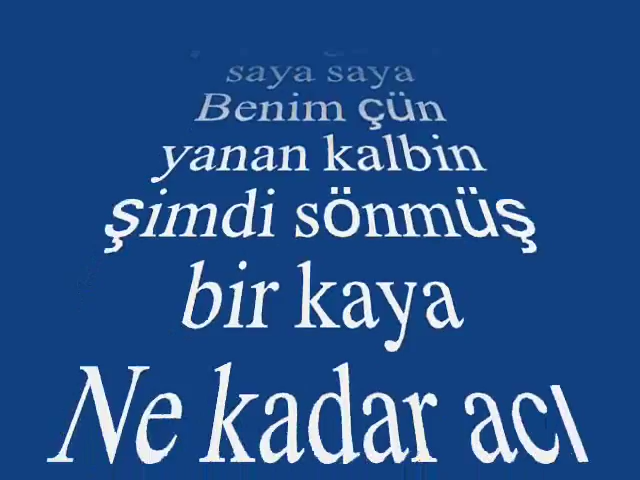 saya saya
Benim çün
yanan kalbin
şimdi sönmüş
bir kaya
Ne kadar acı